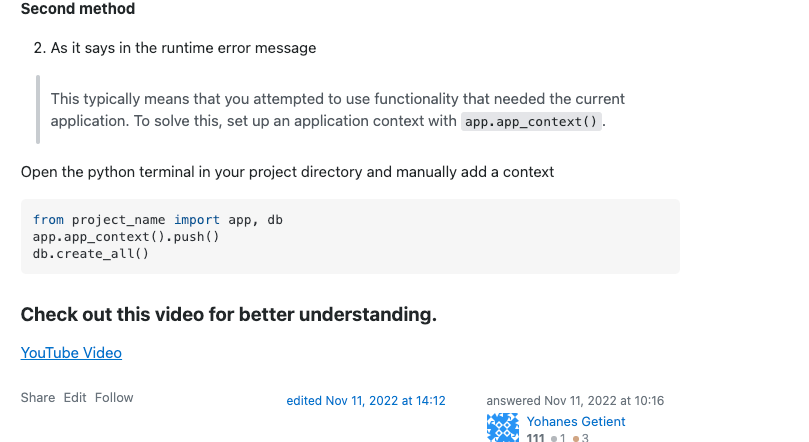 Second method
2. As it says in the runtime error message
This typically means that you attempted to use functionality that needed the current
application. To solve this, set up an application context with app.app_context().
Open the python terminal in your project directory and manually add a context
from project_name import app, db
app.app_context().push()
db.create_all()
Check out this video for better understanding.
YouTube Video
Share Edit Follow
edited Nov 11, 2022 at 14:12
answered Nov 11, 2022 at 10:16
Yohanes Getient
111 1 3